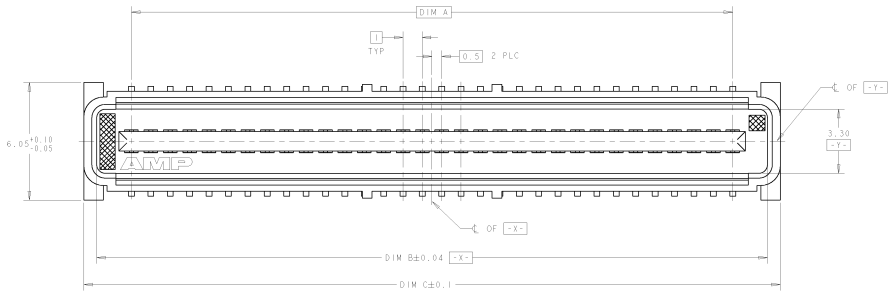 DIM A
1
TYP
0.5 2 PLC
℄ OF -Y-
6.05 +0.10
-0.05
3.30
-Y-
AMP
℄ OF -X-
DIM B±0.04 -X-
DIM C±0.1